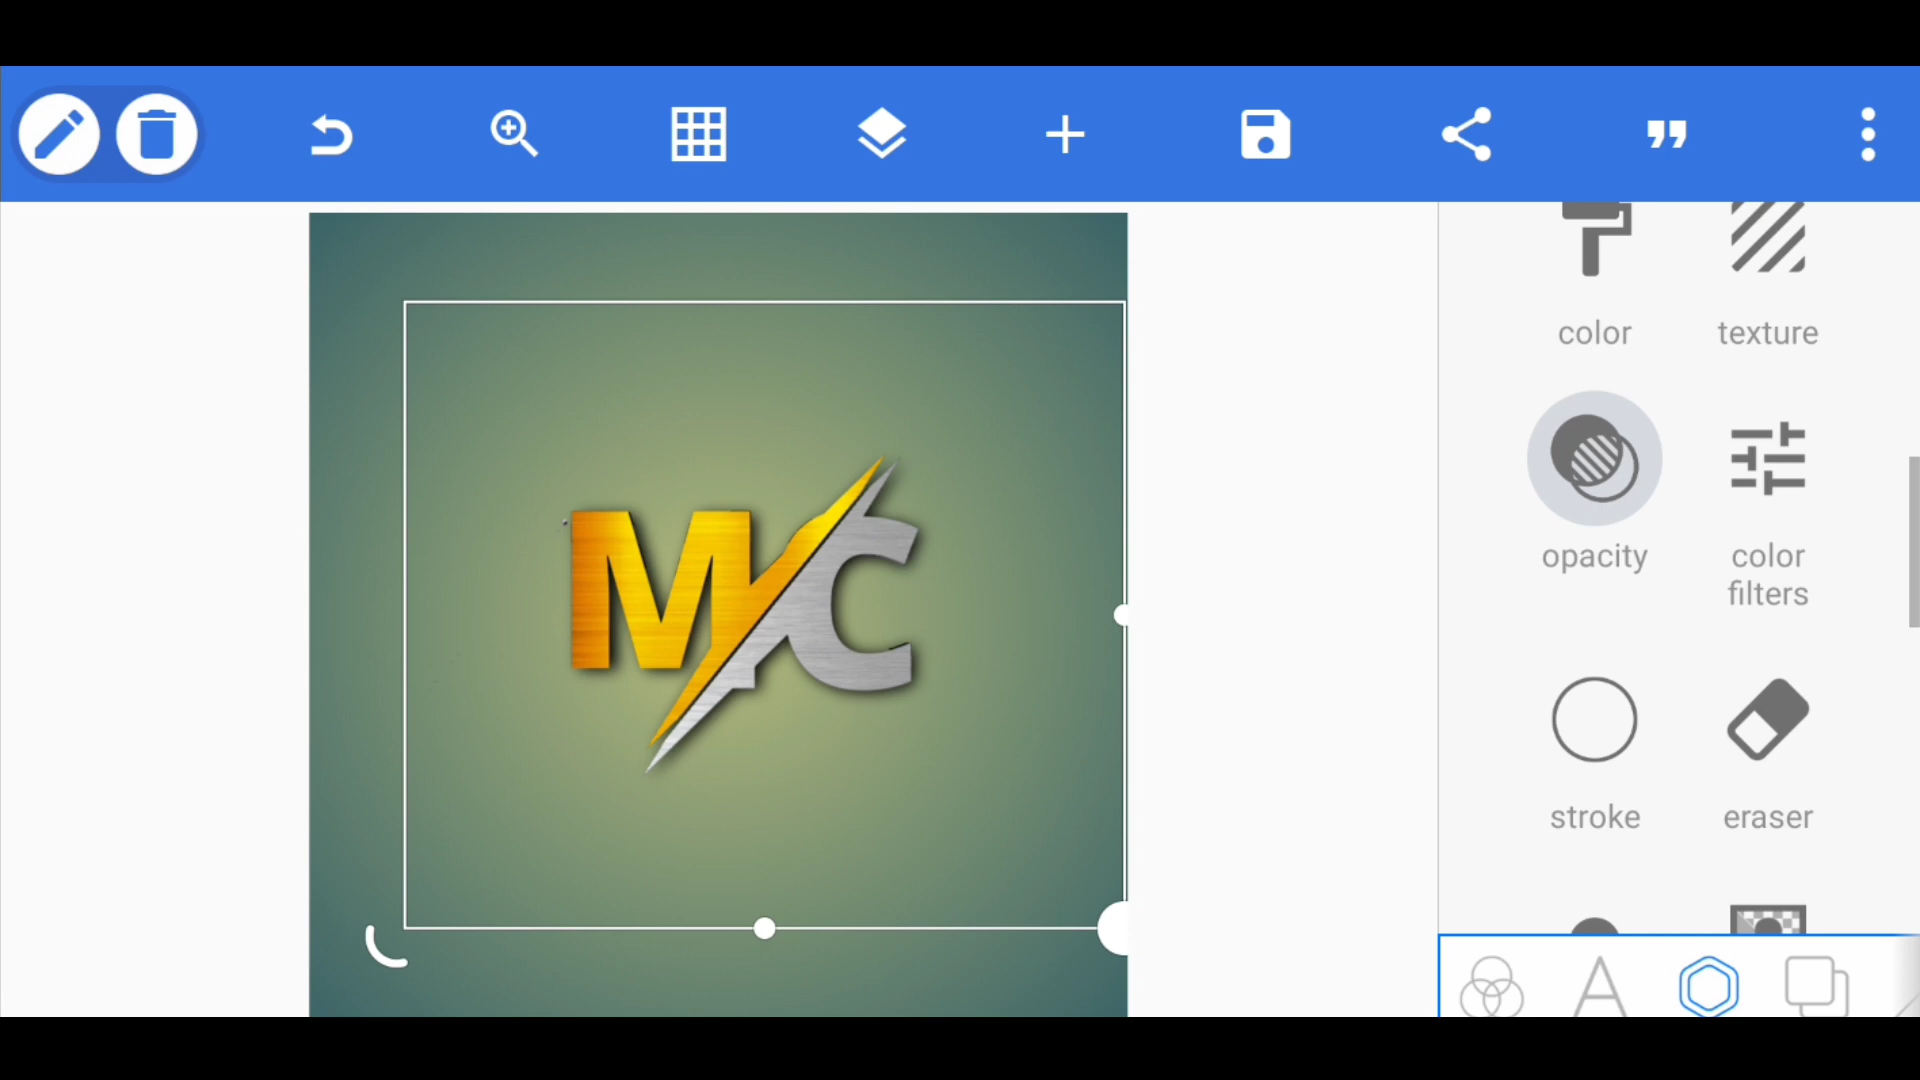 color
texture
MC
opacity
color
filters
stroke
eraser